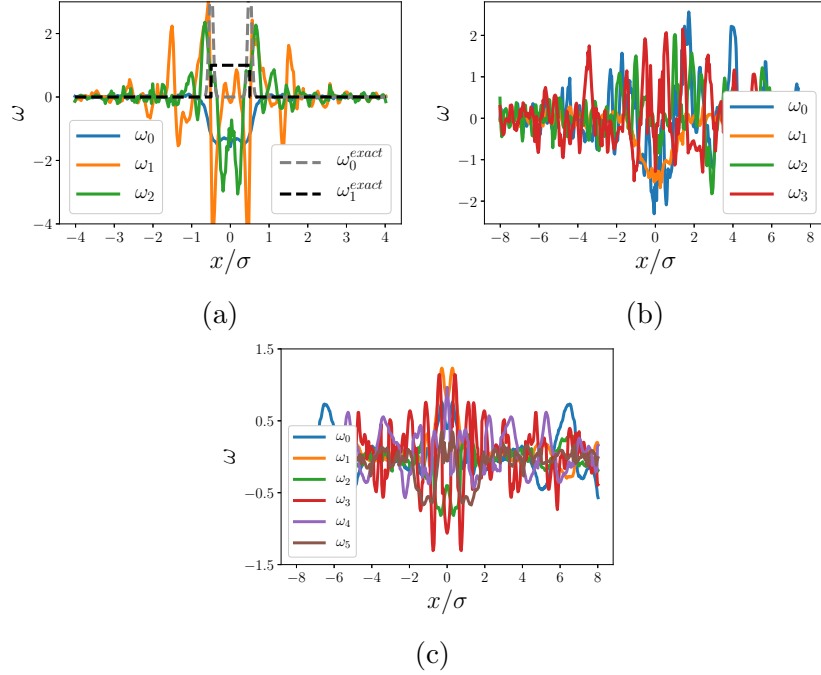 2
0
−2
−4
ω
ω₀
ω₁
ω₂
ω₀ᵉˣᵃᶜᵗ
ω₁ᵉˣᵃᶜᵗ
−4 −3 −2 −1 0 1 2 3 4
x/σ
(a)
2
1
0
−1
−2
ω
ω₀
ω₁
ω₂
ω₃
−8 −6 −4 −2 0 2 4 6 8
x/σ
(b)
1.5
0.5
−0.5
−1.5
ω
ω₀
ω₁
ω₂
ω₃
ω₄
ω₅
−8 −6 −4 −2 0 2 4 6 8
x/σ
(c)